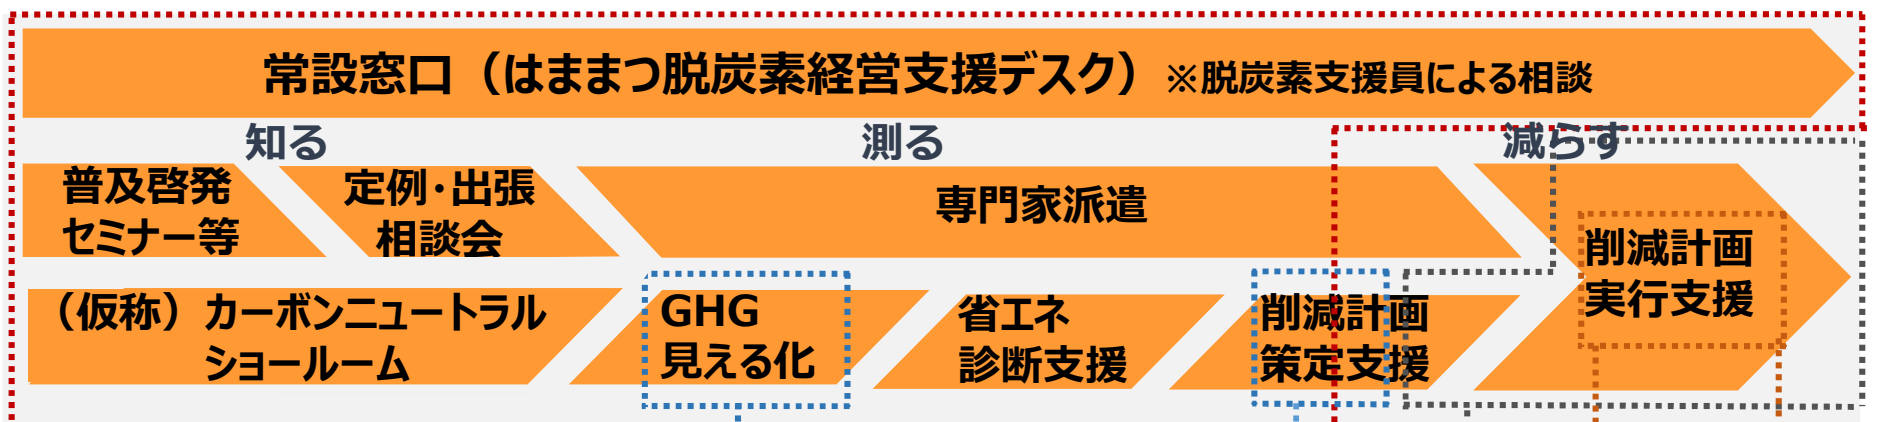 常設窓口（はままつ脱炭素経営支援デスク）※脱炭素支援員による相談
知る
測る
減らす
普及啓発
セミナー等
定例・出張
相談会
専門家派遣
（仮称）カーボンニュートラル
ショールーム
GHG
見える化
省エネ
診断支援
削減計画
策定支援
削減計画
実行支援